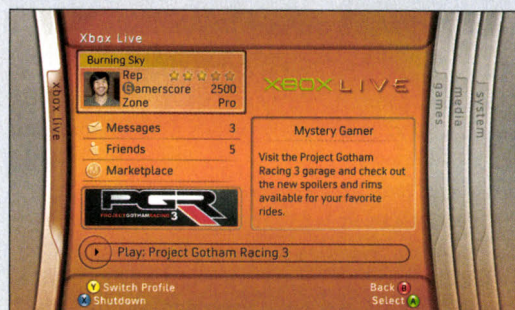 Xbox Live
Burning Sky
Rep
Gamerscore 2500
Zone Pro
XBOX LIVE
Messages 3
Friends 5
Marketplace
Mystery Gamer
Visit the Project Gotham
Racing 3 garage and check out
the new spoilers and rims
available for your favorite
rides.
PGR
PROJECT GOTHAM RACING 3
Play: Project Gotham Racing 3
Y Switch Profile
X Shutdown
Back B
Select A
xbox live
games
media
system